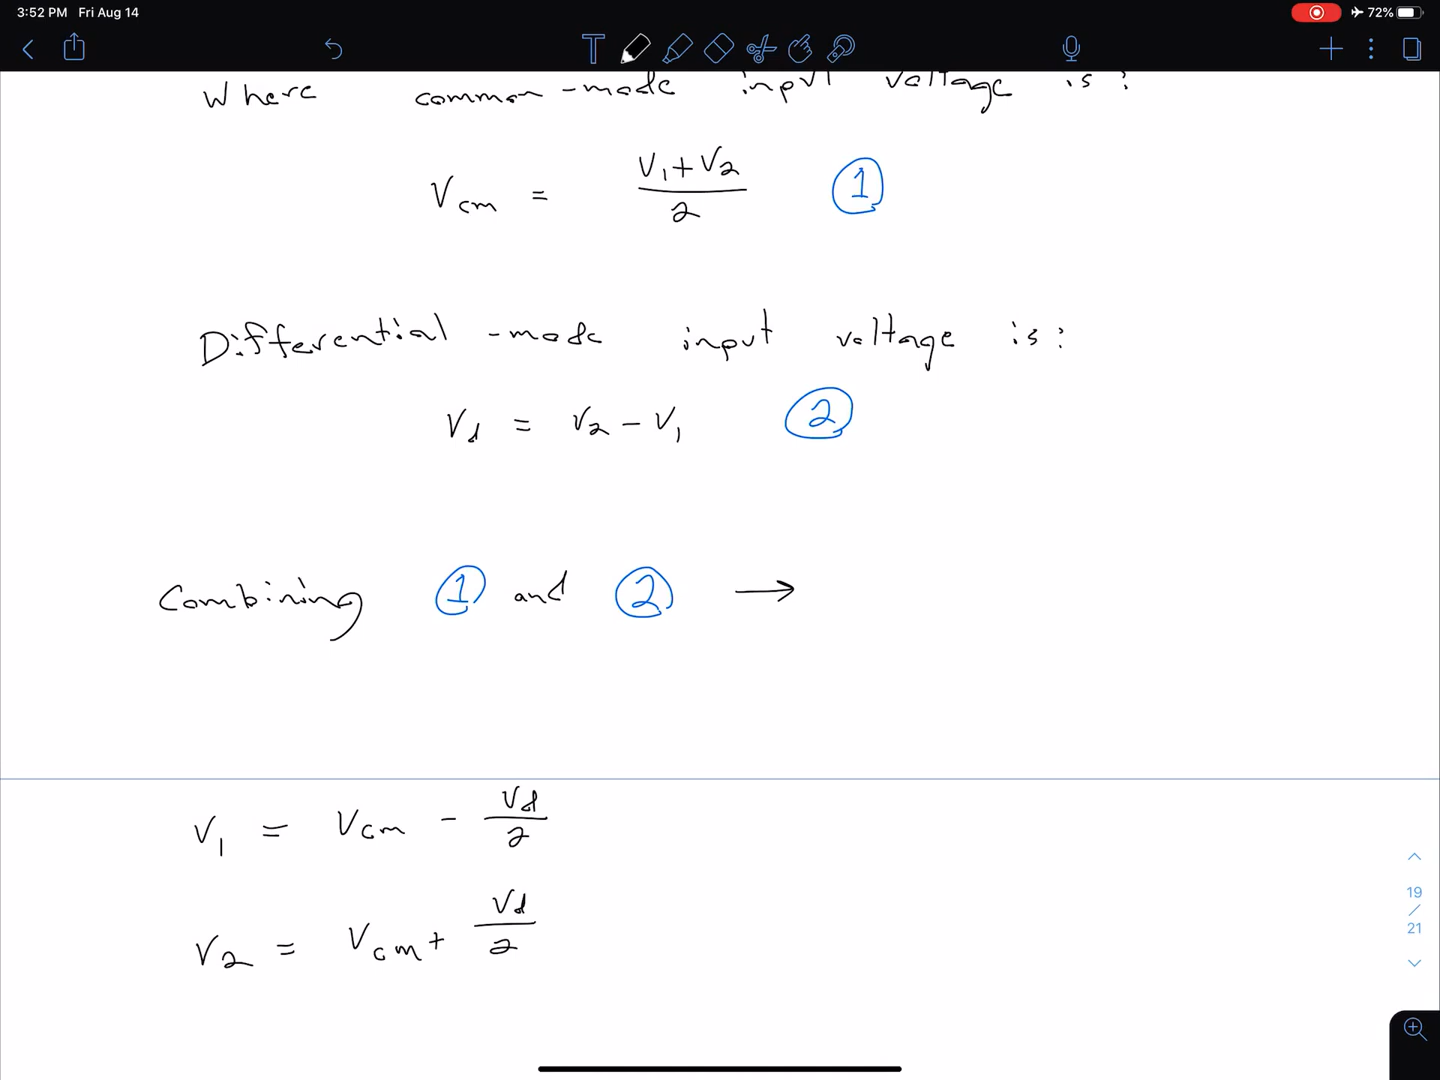 3:52 PM Fri Aug 14 72%
Where common-mode input voltage is:
Vcm = (V1 + V2)/2 ①
Differential-mode input voltage is:
Vd = V2 - V1 ②
Combining ① and ② →
V1 = Vcm - Vd/2
V2 = Vcm + Vd/2
19
/
21